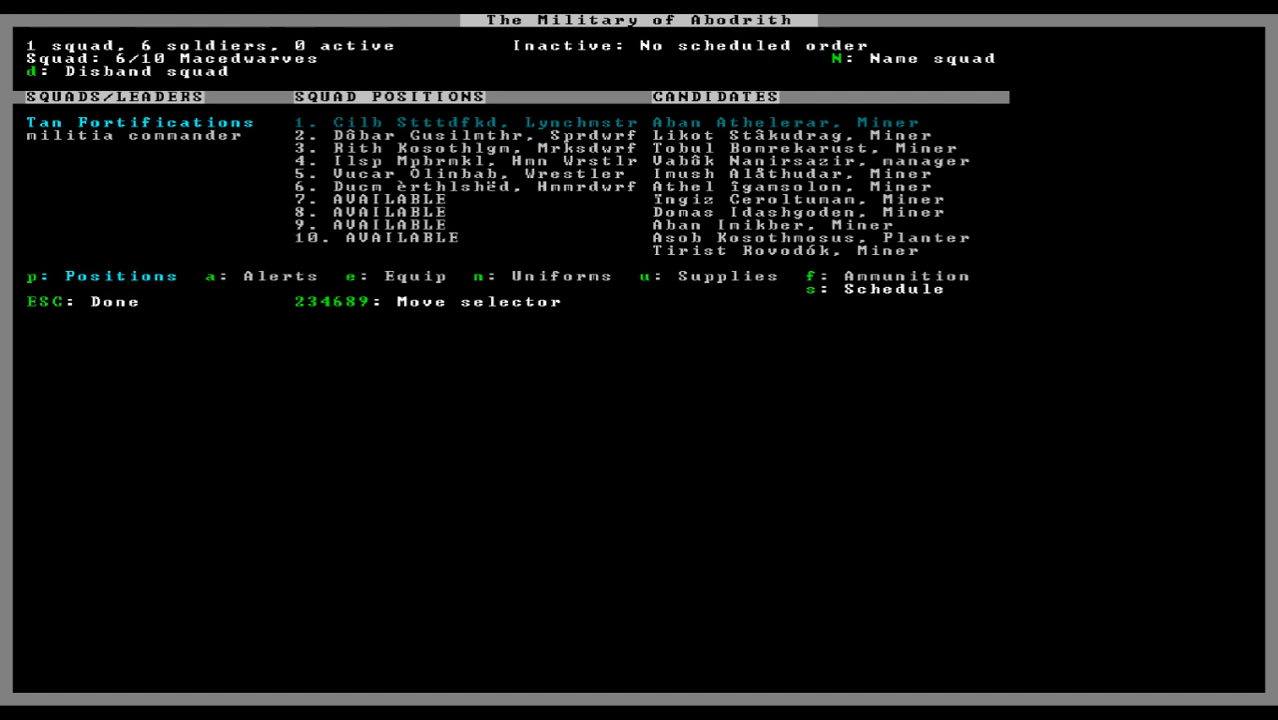 The Military of Abodrith
1 squad, 6 soldiers, 0 active Inactive: No scheduled order
Squad: 6/10 Macedwarves N: Name squad
d: Disband squad
SQUADS/LEADERS SQUAD POSITIONS CANDIDATES
Tan Fortifications 1. Cilb Stttdfkd, Lynchmstr Aban Athelerar, Miner
militia commander 2. Dôbar Gusilmthr, Sprdwrf Likot Stâkudrag, Miner
3. Rith Kosothlgm, Mrksdwrf Tobul Bomrekarust, Miner
4. Ilsp Mpbrmkl, Hmn Wrstlr Vabôk Nanirsazir, manager
5. Vucar Òlinbab, Wrestler Imush Alåthudar, Miner
6. Ducm èrthlshëd, Hmmrdwrf Athel îgamsolon, Miner
7. AVAILABLE Ingiz Ceroltumam, Miner
8. AVAILABLE Domas Idashgoden, Miner
9. AVAILABLE Aban Imikber, Miner
10. AVAILABLE Asob Kosothmosus, Planter
Tirist Rovodók, Miner
p: Positions a: Alerts e: Equip n: Uniforms u: Supplies f: Ammunition
s: Schedule
ESC: Done 234689: Move selector